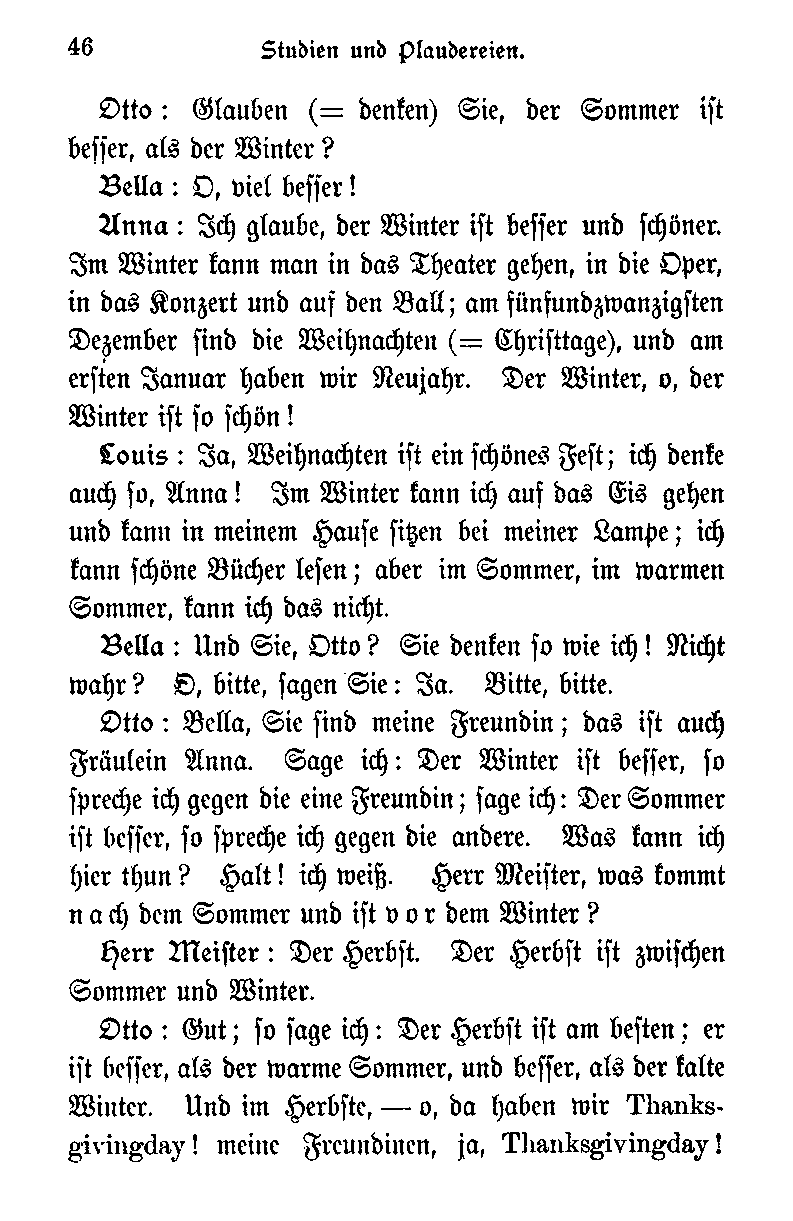 46 Studien und Plaudereien.
Otto : Glauben (= denken) Sie, der Sommer ist
besser, als der Winter ?
Bella : O, viel besser !
Anna : Ich glaube, der Winter ist besser und schöner.
Im Winter kann man in das Theater gehen, in die Oper,
in das Konzert und auf den Ball; am fünfundzwanzigsten
Dezember sind die Weihnachten (= Christtage), und am
ersten Januar haben wir Neujahr. Der Winter, o, der
Winter ist so schön !
Louis : Ja, Weihnachten ist ein schönes Fest; ich denke
auch so, Anna ! Im Winter kann ich auf das Eis gehen
und kann in meinem Hause sitzen bei meiner Lampe; ich
kann schöne Bücher lesen; aber im Sommer, im warmen
Sommer, kann ich das nicht.
Bella : Und Sie, Otto ? Sie denken so wie ich ! Nicht
wahr ? O, bitte, sagen Sie : Ja. Bitte, bitte.
Otto : Bella, Sie sind meine Freundin; das ist auch
Fräulein Anna. Sage ich : Der Winter ist besser, so
spreche ich gegen die eine Freundin; sage ich : Der Sommer
ist besser, so spreche ich gegen die andere. Was kann ich
hier thun ? Halt ! ich weiß. Herr Meister, was kommt
nach dem Sommer und ist vor dem Winter ?
Herr Meister : Der Herbst. Der Herbst ist zwischen
Sommer und Winter.
Otto : Gut; so sage ich : Der Herbst ist am besten; er
ist besser, als der warme Sommer, und besser, als der kalte
Winter. Und im Herbste, — o, da haben wir Thanks-
givingday ! meine Freundinen, ja, Thanksgivingday !